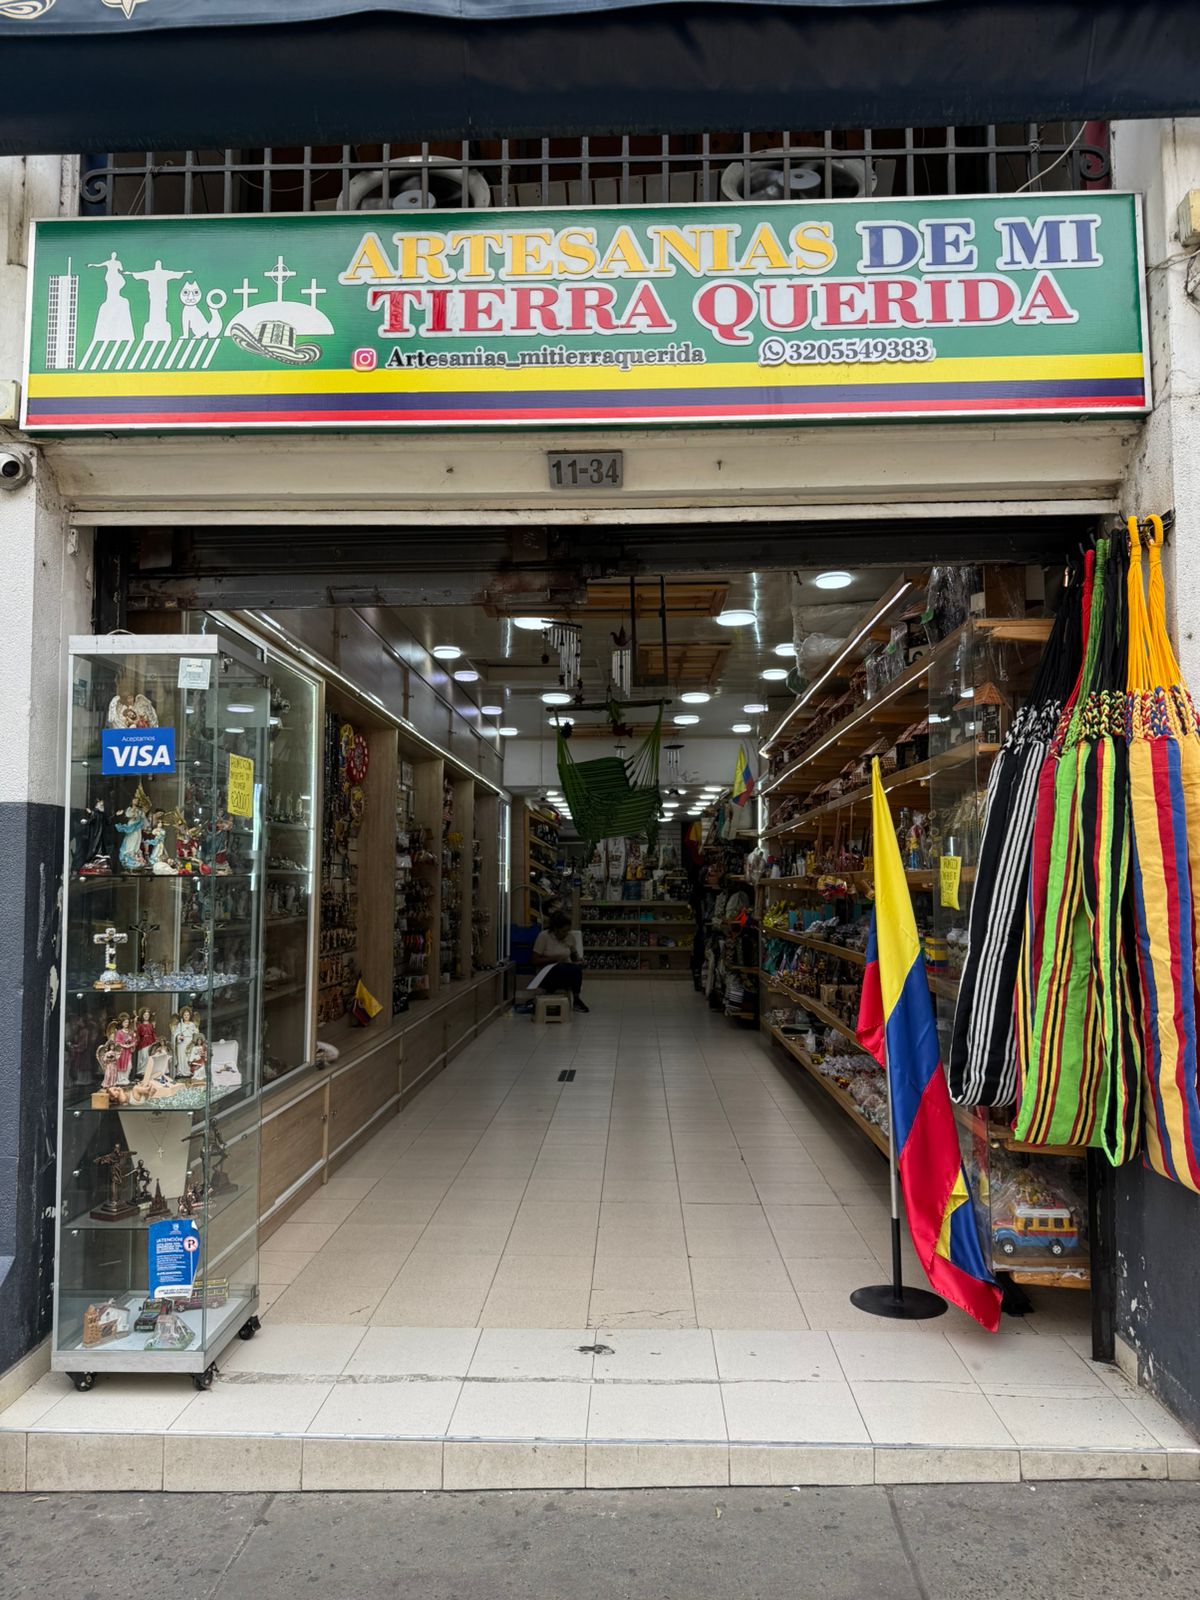 ARTESANIAS DE MI
TIERRA QUERIDA
Artesanias_mitierraquerida
3205549383
11-34
Aceptamos
VISA
¡ATENCIÓN!